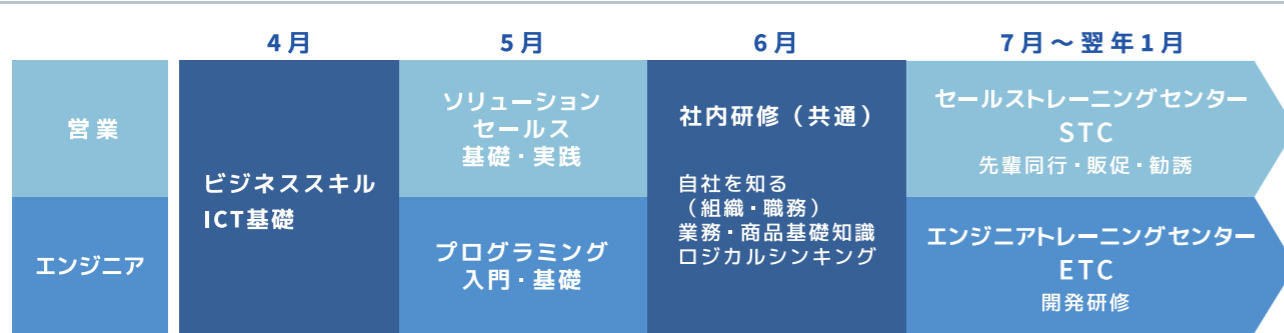 4月
5月
6月
7月～翌年1月
営業
エンジニア
ビジネススキル
ICT基礎
ソリューション
セールス
基礎・実践
プログラミング
入門・基礎
社内研修（共通）
自社を知る
（組織・職務）
業務・商品基礎知識
ロジカルシンキング
セールストレーニングセンター
STC
先輩同行・販促・勧誘
エンジニアトレーニングセンター
ETC
開発研修